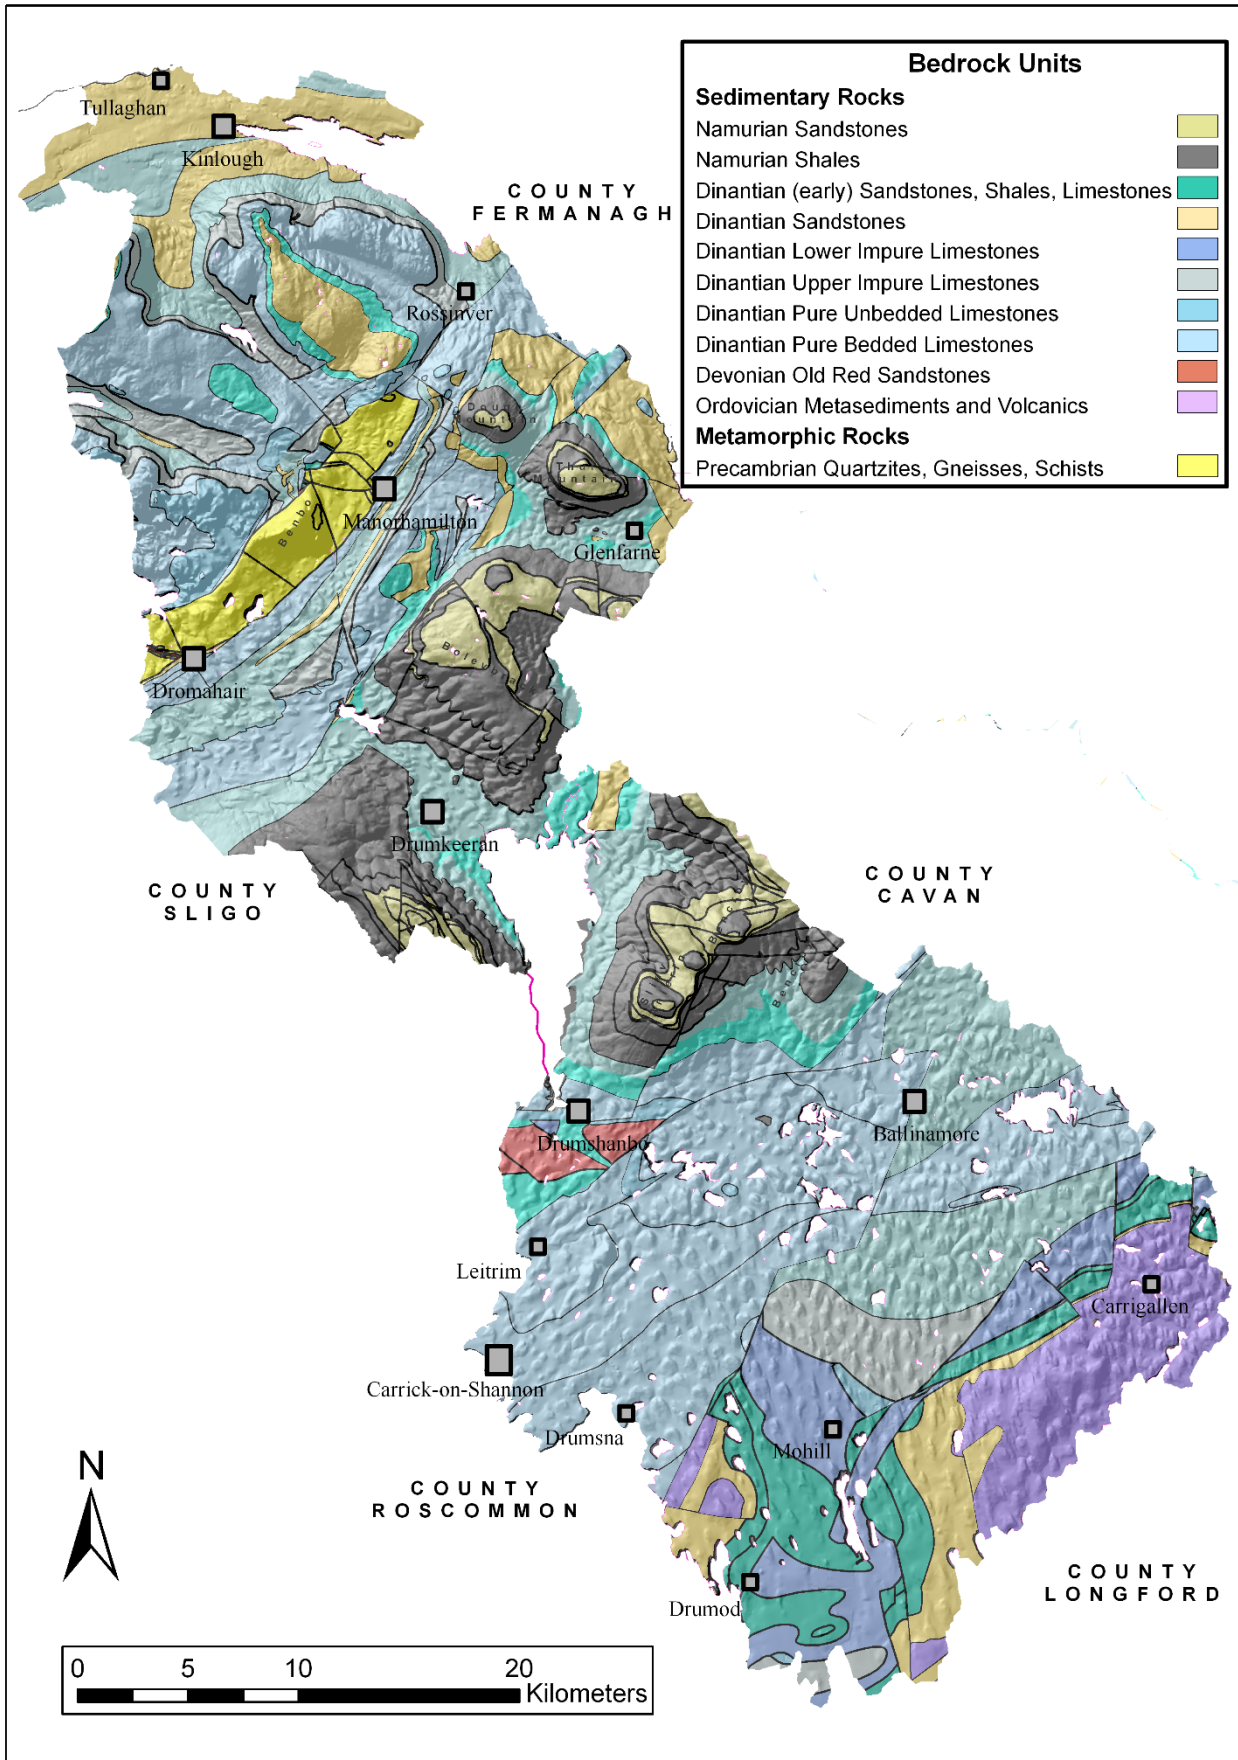 Bedrock Units
Sedimentary Rocks
Namurian Sandstones
Namurian Shales
Dinantian (early) Sandstones, Shales, Limestones
Dinantian Sandstones
Dinantian Lower Impure Limestones
Dinantian Upper Impure Limestones
Dinantian Pure Unbedded Limestones
Dinantian Pure Bedded Limestones
Devonian Old Red Sandstones
Ordovician Metasediments and Volcanics
Metamorphic Rocks
Precambrian Quartzites, Gneisses, Schists
Tullaghan
Kinlough
COUNTY
FERMANAGH
Rossinver
Mountain
Mountain
Benbo
Manorhamilton
Glenfarne
Dromahair
Drumkeeran
COUNTY
SLIGO
COUNTY
CAVAN
Drumshanbo
Ballinamore
Leitrim
Carrigallen
Carrick-on-Shannon
Drumsna
Mohill
N
COUNTY
ROSCOMMON
COUNTY
LONGFORD
Drumod
0 5 10 20
Kilometers